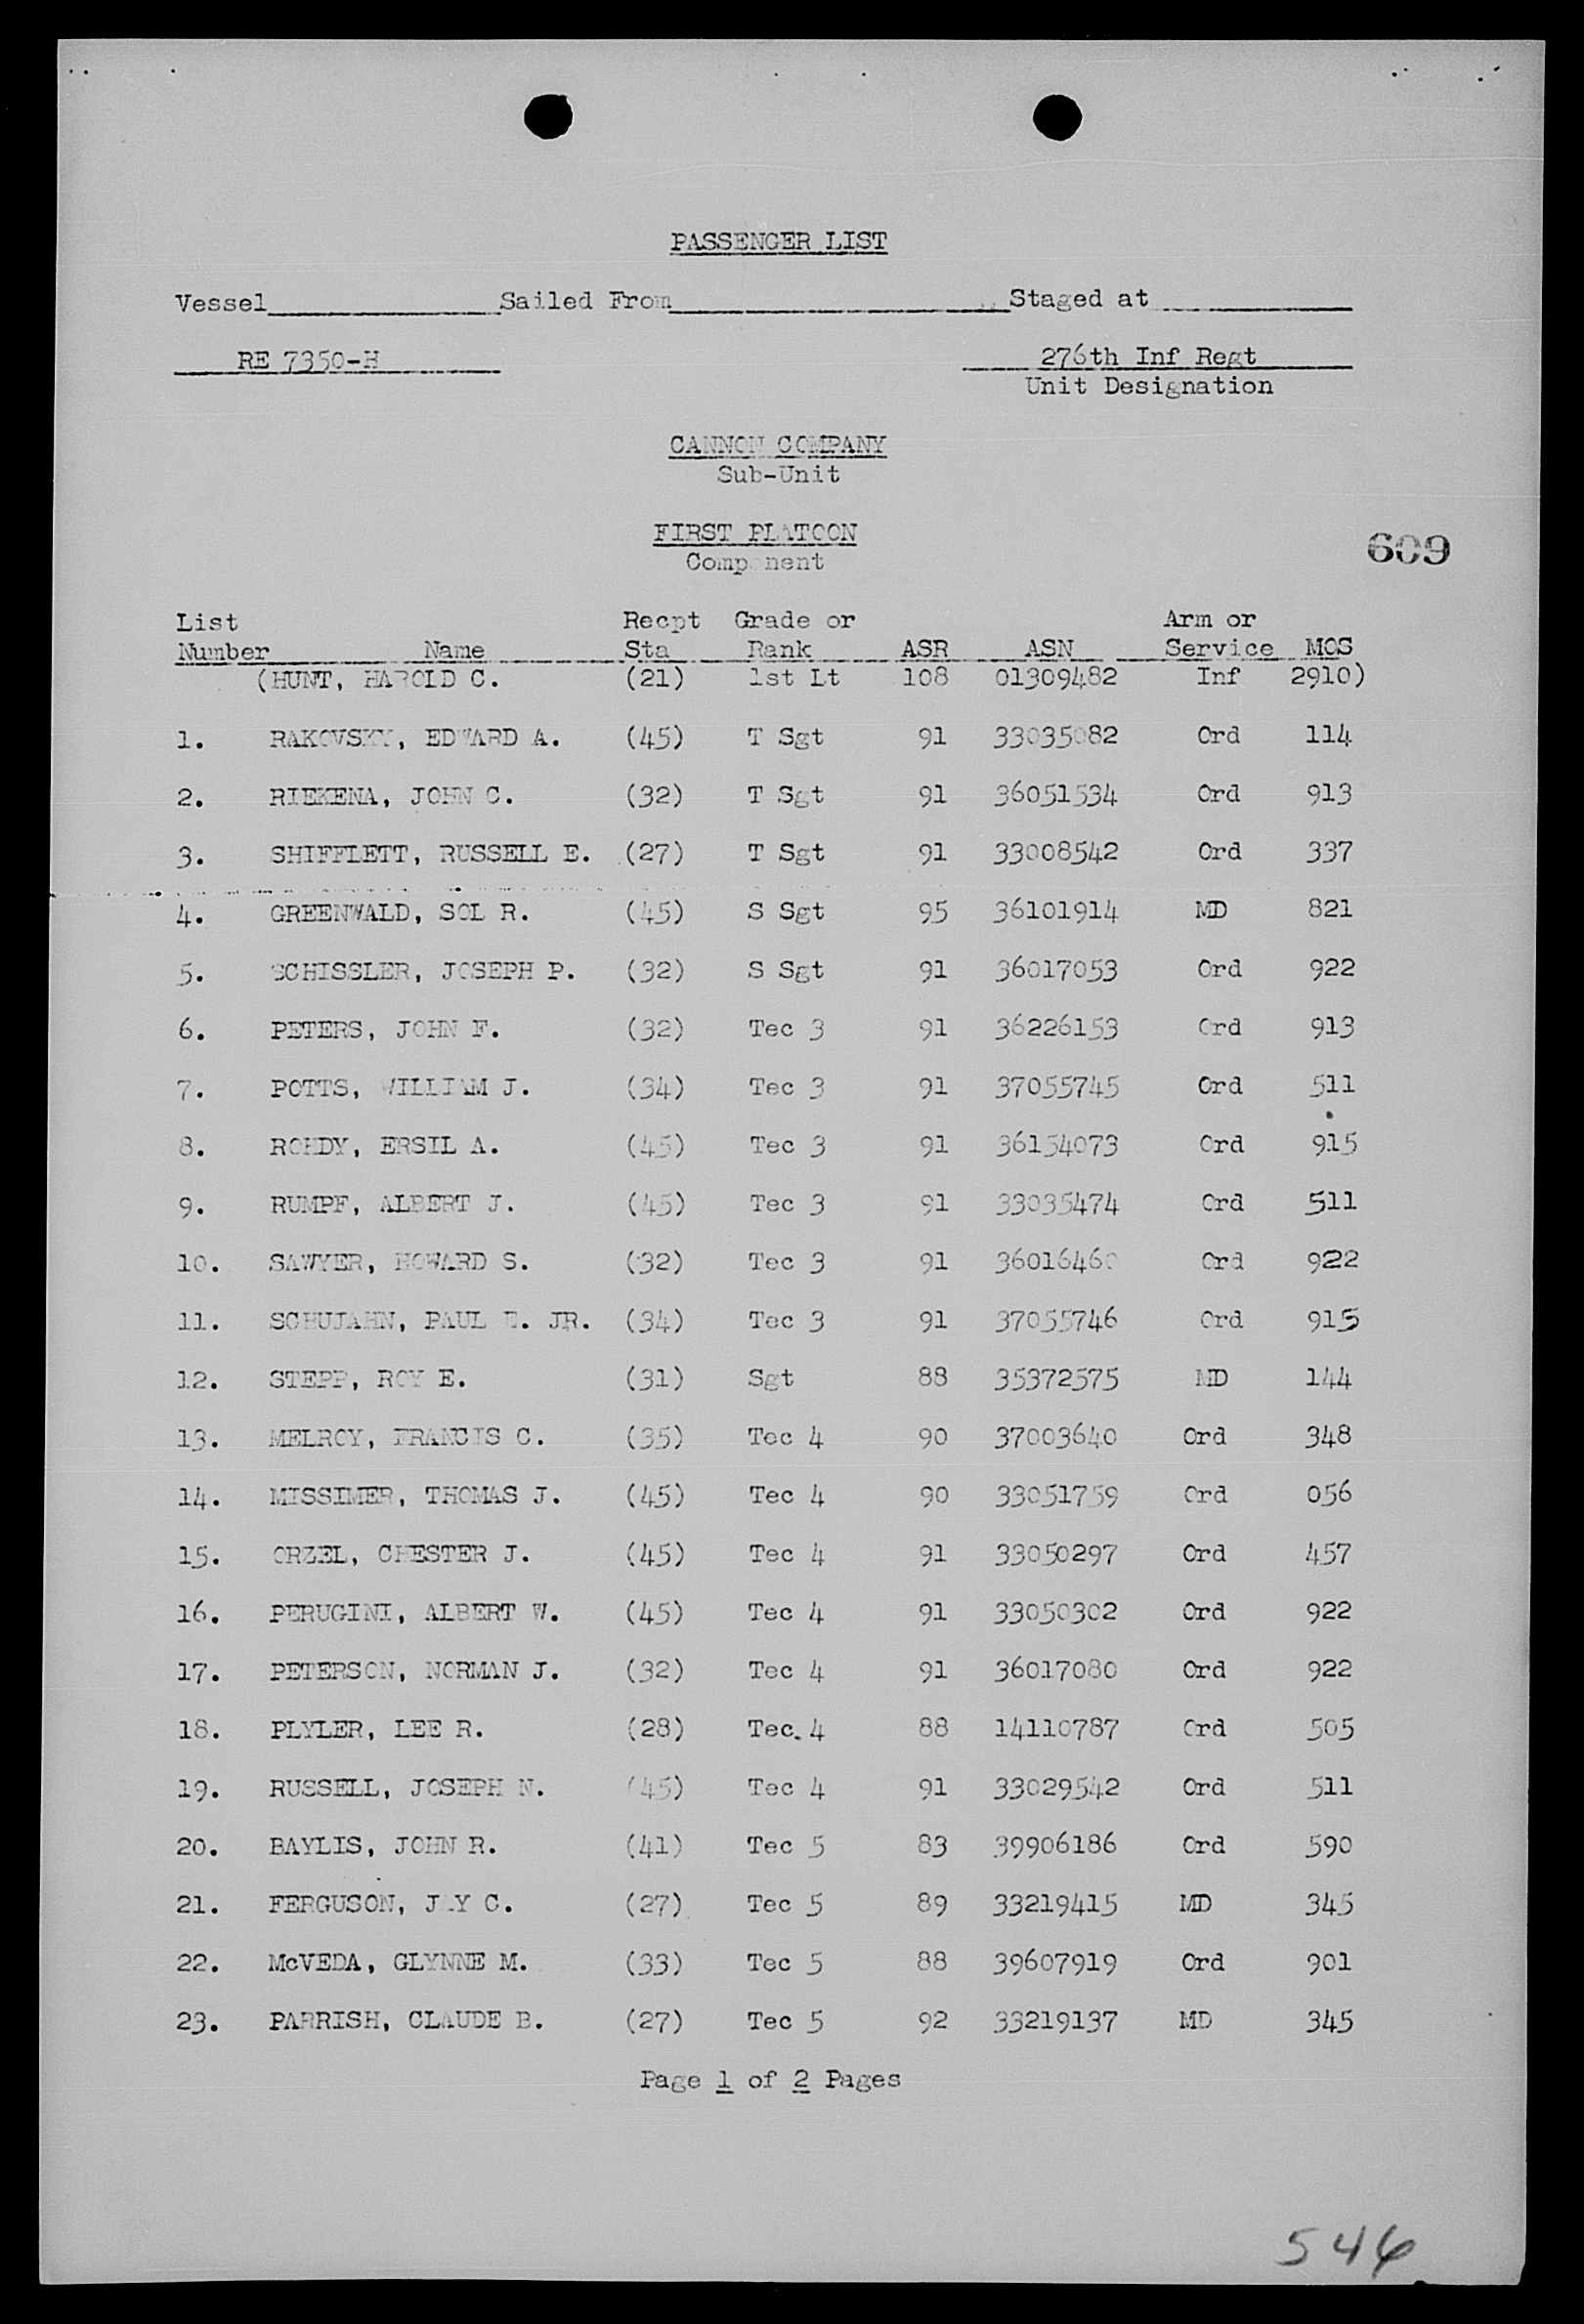 PASSENGER LIST
Vessel Sailed From Staged at
RE 7350-H 276th Inf Regt
Unit Designation
CANNON COMPANY
Sub-Unit
FIRST PLATOON
Component
609
List Recpt Grade or Arm or
Number Name Sta Rank ASR ASN Service MOS
(HUNT, HAROLD C. (21) 1st Lt 108 01309482 Inf 2910)
1. RAKOVSKY, EDWARD A. (45) T Sgt 91 33035082 Ord 114
2. RIEKENA, JOHN C. (32) T Sgt 91 36051534 Ord 913
3. SHIFFLETT, RUSSELL E. (27) T Sgt 91 33008542 Ord 337
4. GREENWALD, SOL R. (45) S Sgt 95 36101914 MD 821
5. SCHISSLER, JOSEPH P. (32) S Sgt 91 36017053 Ord 922
6. PETERS, JOHN F. (32) Tec 3 91 36226153 Ord 913
7. POTTS, WILLIAM J. (34) Tec 3 91 37055745 Ord 511
8. ROHDY, ERSIL A. (45) Tec 3 91 36154073 Ord 915
9. RUMPF, ALBERT J. (45) Tec 3 91 33035474 Ord 511
10. SAWYER, HOWARD S. (32) Tec 3 91 36016460 Ord 922
11. SCHUJAHN, PAUL JR. (34) Tec 3 91 37055746 Ord 915
12. STEPP, ROY E. (31) Sgt 88 35372575 MD 144
13. MELROY, FRANCIS C. (35) Tec 4 90 37003640 Ord 348
14. MISSIMER, THOMAS J. (45) Tec 4 90 33051759 Ord 056
15. ORZEL, CHESTER J. (45) Tec 4 91 33050297 Ord 457
16. PERUGINI, ALBERT W. (45) Tec 4 91 33050302 Ord 922
17. PETERSON, NORMAN J. (32) Tec 4 91 36017080 Ord 922
18. PLYLER, LEE R. (28) Tec. 4 88 14110787 Ord 505
19. RUSSELL, JOSEPH N. (45) Tec 4 91 33029542 Ord 511
20. BAYLIS, JOHN R. (41) Tec 5 83 39906186 Ord 590
21. FERGUSON, JAY C. (27) Tec 5 89 33219415 MD 345
22. McVEDA, GLYNNE M. (33) Tec 5 88 39607919 Ord 901
23. PARRISH, CLAUDE B. (27) Tec 5 92 33219137 MD 345
Page 1 of 2 Pages
546